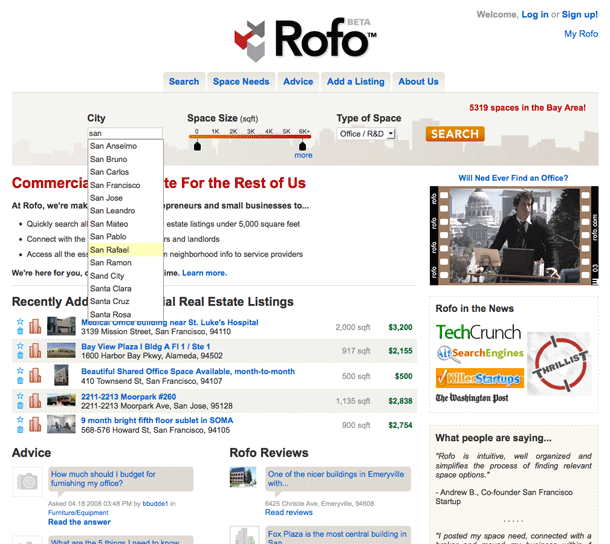 Welcome, Log in or Sign up!
My Rofo
Rofo™ BETA
Search
Space Needs
Advice
Add a Listing
About Us
5319 spaces in the Bay Area!
City
san
San Anselmo
San Bruno
San Carlos
San Francisco
San Jose
San Leandro
San Mateo
San Pablo
San Rafael
San Ramon
Sand City
Santa Clara
Santa Cruz
Santa Rosa
Space Size (sqft)
0 1K 2K 3K 4K 5K 6K+
more
Type of Space
Office / R&D
SEARCH
Commercia te For the Rest of Us
At Rofo, we're mak preneurs and small businesses to...
Quickly search al estate listings under 5,000 square feet
Connect with the rs and landlords
Access all the ess m neighborhood info to service providers
We're here for you, time. Learn more.
Will Ned Ever Find an Office?
rofo.com
Recently Add ial Real Estate Listings
Medical Office building near St. Luke's Hospital
3139 Mission Street, San Francisco, 94110
2,000 sqft $3,200
Bay View Plaza I Bldg A Fl 1 / Ste 1
1600 Harbor Bay Pkwy, Alameda, 94502
917 sqft $2,155
Beautiful Shared Office Space Available, month-to-month
410 Townsend St, San Francisco, 94107
500 sqft $500
2211-2213 Moorpark #260
2211-2213 Moorpark Ave, San Jose, 95128
1,135 sqft $2,838
9 month bright fifth floor sublet in SOMA
568-576 Howard St, San Francisco, 94105
900 sqft $2,754
Rofo in the News
TechCrunch
AltSearchEngines
KillerStartups
The Washington Post
THRILLIST
Advice
How much should I budget for
furnishing my office?
Asked 04.18.2008 03:48 PM by bbudde1 in
Furniture/Equipment
Read the answer
What are the 5 things I need to know
Rofo Reviews
One of the nicer buildings in Emeryville
with...
6425 Christie Ave, Emeryville, 94608
Read reviews
Fox Plaza is the most central building in
San
What people are saying...
"Rofo is intuitive, well organized and
simplifies the process of finding relevant
space options."
- Andrew B., Co-founder San Francisco
Startup
. . . . .
"I posted my space need, connected with a